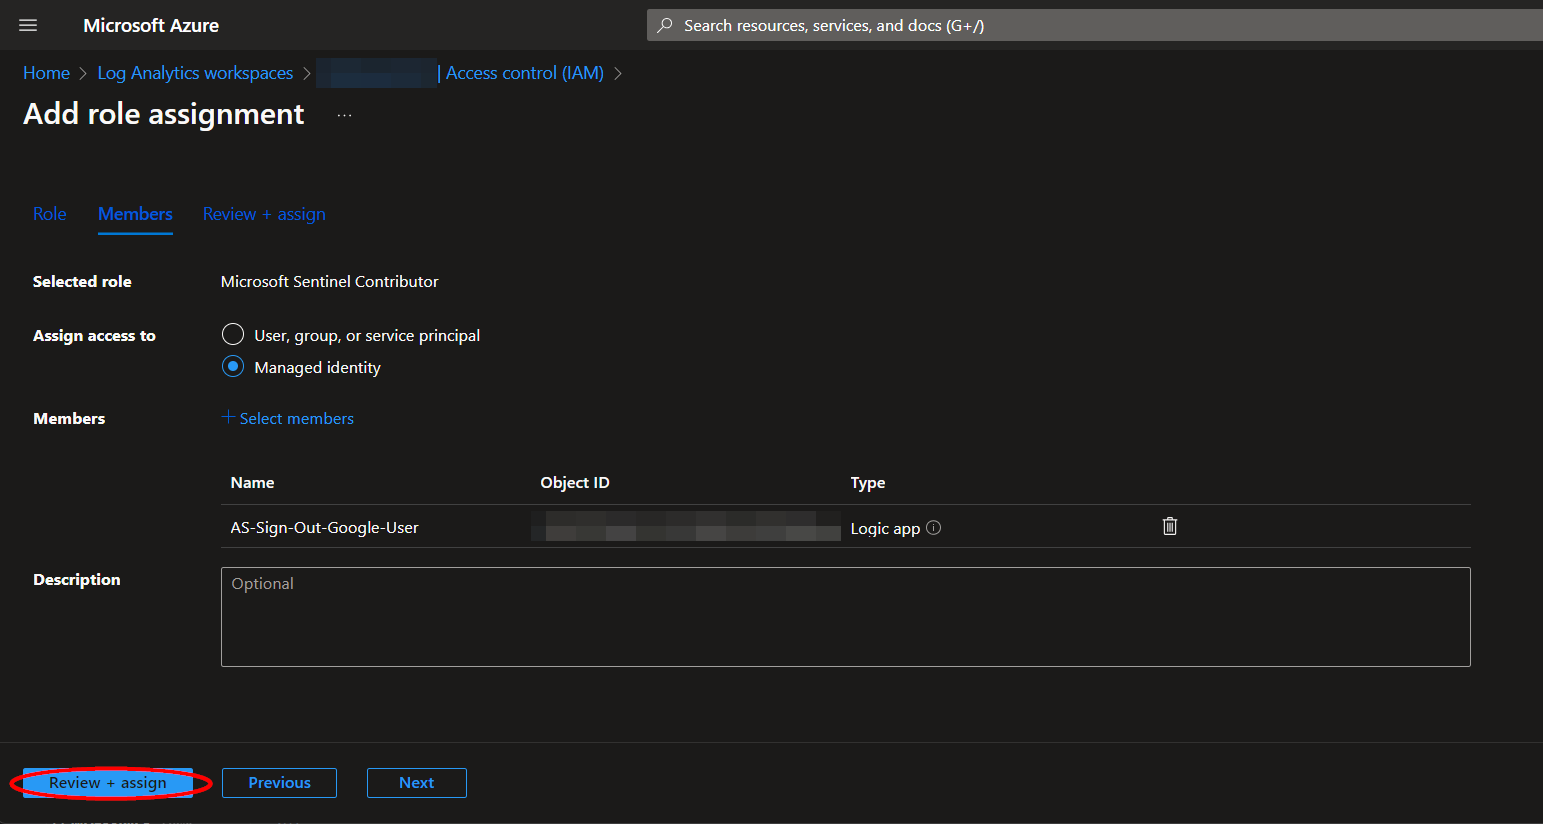 Microsoft Azure
Search resources, services, and docs (G+/)
Home > Log Analytics workspaces > | Access control (IAM) >
Add role assignment ...
Role Members Review + assign
Selected role Microsoft Sentinel Contributor
Assign access to User, group, or service principal
Managed identity
Members + Select members
Name Object ID Type
AS-Sign-Out-Google-User Logic app
Description Optional
Review + assign Previous Next